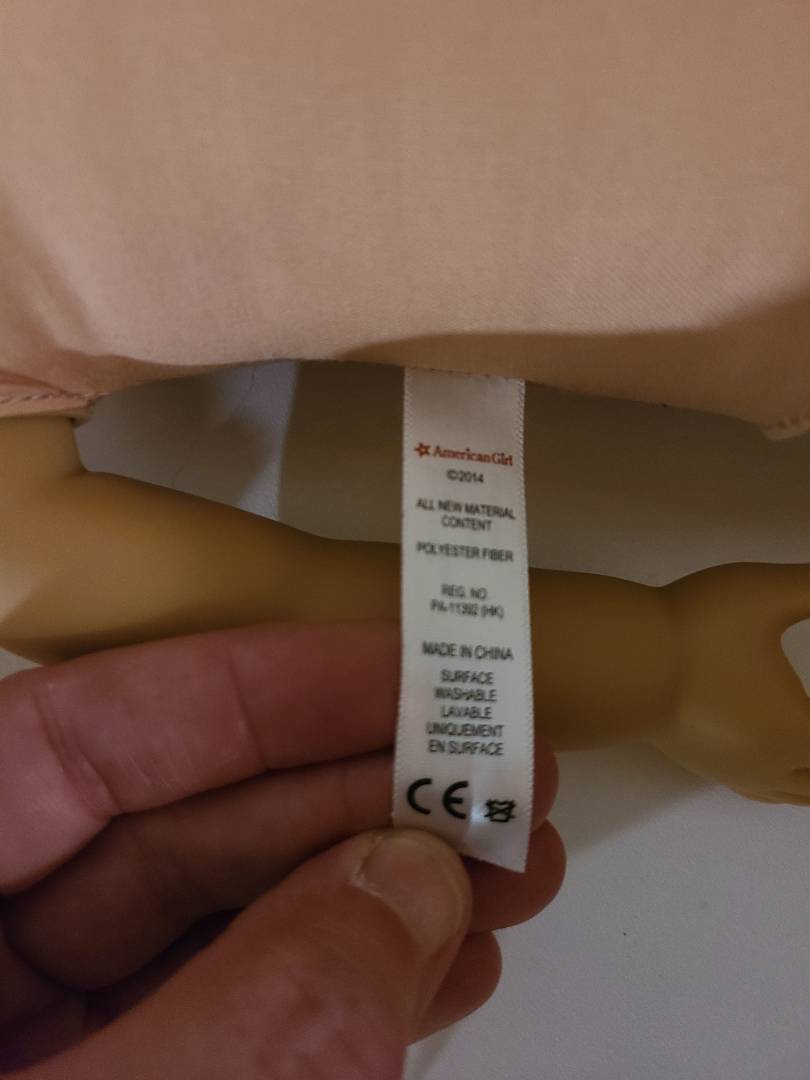 American Girl
©2014
ALL NEW MATERIAL
CONTENT
POLYESTER FIBER
REG. NO.
PA-11392 (HK)
MADE IN CHINA
SURFACE
WASHABLE
LAVABLE
UNIQUEMENT
EN SURFACE
CE